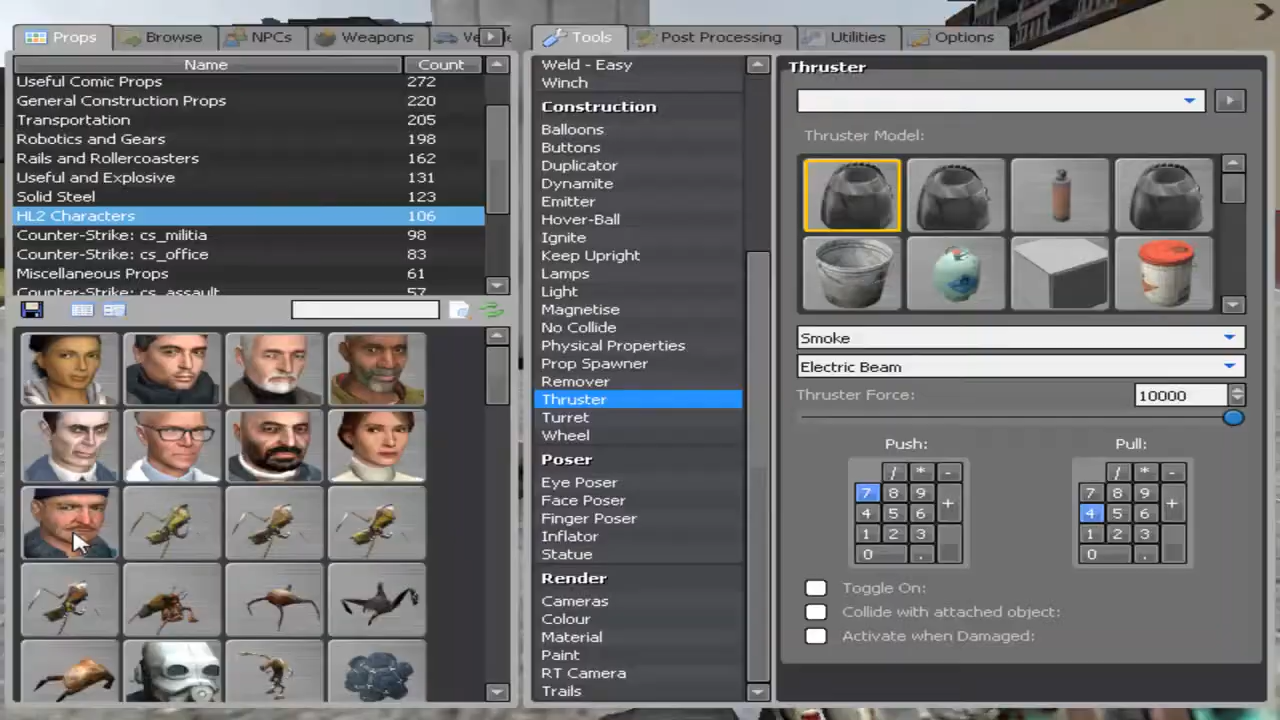 Props
Browse
NPCs
Weapons
Tools
Post Processing
Utilities
Options
Name Count
Useful Comic Props 272
General Construction Props 220
Transportation 205
Robotics and Gears 198
Rails and Rollercoasters 162
Useful and Explosive 131
Solid Steel 123
HL2 Characters 106
Counter-Strike: cs_militia 98
Counter-Strike: cs_office 83
Miscellaneous Props 61
Counter-Strike: cs_assault 57
Weld - Easy
Winch
Construction
Balloons
Buttons
Duplicator
Dynamite
Emitter
Hover-Ball
Ignite
Keep Upright
Lamps
Light
Magnetise
No Collide
Physical Properties
Prop Spawner
Remover
Thruster
Turret
Wheel
Poser
Eye Poser
Face Poser
Finger Poser
Inflator
Statue
Render
Cameras
Colour
Material
Paint
RT Camera
Trails
Thruster
Thruster Model:
Smoke
Electric Beam
Thruster Force: 10000
Push:
/ * -
7 8 9
+
4 5 6
1 2 3
0 .
Pull:
/ * -
7 8 9
+
4 5 6
1 2 3
0 .
Toggle On:
Collide with attached object:
Activate when Damaged: